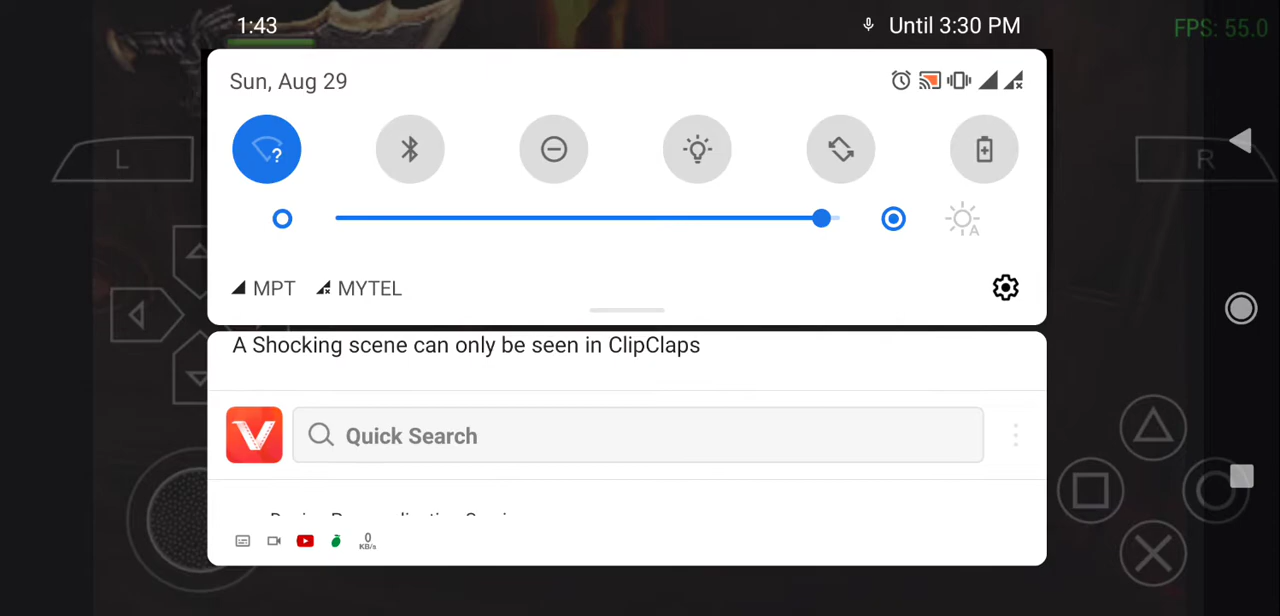 1:43
Until 3:30 PM
FPS: 55.0
Sun, Aug 29
L
R
?
A
MPT
MYTEL
A Shocking scene can only be seen in ClipClaps
V
Quick Search
0
KB/s